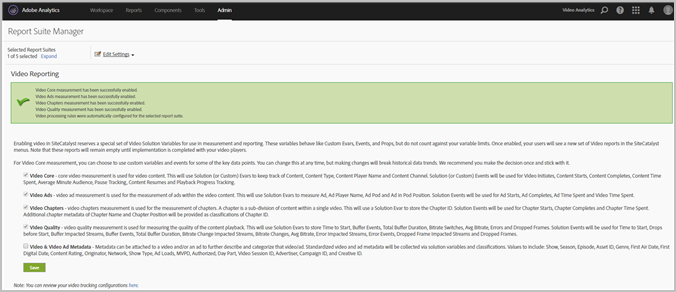 Adobe Analytics
Workspace Reports Components Tools Admin
Video Analytics
Report Suite Manager
Selected Report Suites
1 of 5 selected Expand
Edit Settings
Video Reporting
Video Core measurement has been successfully enabled.
Video Ads measurement has been successfully enabled.
Video Chapters measurement has been successfully enabled.
Video Quality measurement has been successfully enabled.
Video processing rules were automatically configured for the selected report suite.
Enabling video in SiteCatalyst reserves a special set of Video Solution Variables for use in measurement and reporting. These variables behave like Custom Evars, Events, and Props, but do not count against your variable limits. Once enabled, your users will see a new set of Video reports in the SiteCatalyst
menus. Note that these reports will remain empty until implementation is completed with your video players.
For Video Core measurement, you can choose to use custom variables and events for some of the key data points. You can change this at any time, but making changes will break historical data trends. We recommend you make the decision once and stick with it.
Video Core - core video measurement is used for video content. This will use Solution (or Custom) Evars to keep track of Content, Content Type, Content Player Name and Content Channel. Solution (or Custom) Events will be used for Video Initiates, Content Starts, Content Completes, Content Time
Spent, Average Minute Audience, Pause Tracking, Content Resumes and Playback Progress Tracking.
Video Ads - video ad measurement is used for the measurement of ads within the video content. This will use Solution Evars to measure Ad, Ad Player Name, Ad Pod and Ad in Pod Position. Solution Events will be used for Ad Starts, Ad Completes, Ad Time Spent and Video Time Spent.
Video Chapters - video chapters measurement is used for the measurement of chapters. A chapter is a sub-division of content within a single video. This will use a Solution Evar to store the Chapter ID. Solution Events will be used for Chapter Starts, Chapter Completes and Chapter Time Spent.
Additional chapter metadata of Chapter Name and Chapter Position will be provided as classifications of Chapter ID.
Video Quality - video quality measurement is used for measuring the quality of the content playback. This will use Solution Evars to store Time to Start, Buffer Events, Total Buffer Duration, Bitrate Switches, Avg Bitrate, Errors and Dropped Frames. Solution Events will be used for Time to Start, Drops
before Start, Buffer Impacted Streams, Buffer Events, Total Buffer Duration, Bitrate Change Impacted Streams, Bitrate Changes, Avg Bitrate, Error Impacted Streams, Error Events, Dropped Frame Impacted Streams and Dropped Frames.
Video & Video Ad Metadata - Metadata can be attached to a video and/or an ad to further describe and categorize that video/ad. Standardized video and ad metadata will be collected via solution variables and classifications. Values to Include: Show, Season, Episode, Asset ID, Genre, First Air Date, First
Digital Date, Content Rating, Originator, Network, Show Type, Ad Loads, MVPD, Authorized, Day Part, Video Session ID; Advertiser, Campaign ID, and Creative ID.
Save
Note: You can review your video tracking configurations here.